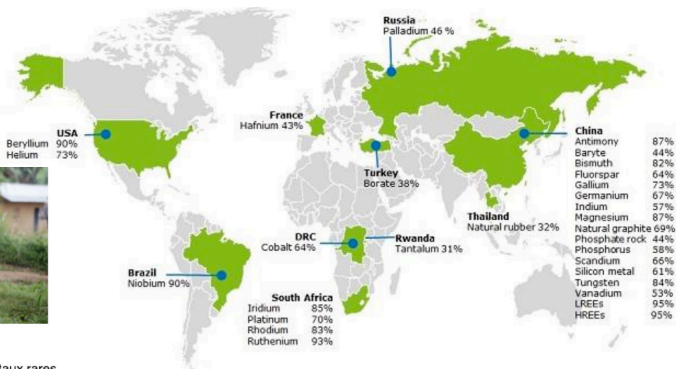 Russia
Palladium 46 %
France
Hafnium 43%
USA
Beryllium 90%
Helium 73%
Turkey
Borate 38%
China
Antimony 87%
Baryte 44%
Bismuth 82%
Fluorspar 64%
Gallium 73%
Germanium 67%
Indium 57%
Magnesium 87%
Natural graphite 69%
Phosphate rock 44%
Phosphorus 58%
Scandium 66%
Silicon metal 61%
Tungsten 84%
Vanadium 53%
LREEs 95%
HREEs 95%
Thailand
Natural rubber 32%
DRC
Cobalt 64%
Rwanda
Tantalum 31%
Brazil
Niobium 90%
South Africa
Iridium 85%
Platinum 70%
Rhodium 83%
Ruthenium 93%
rares